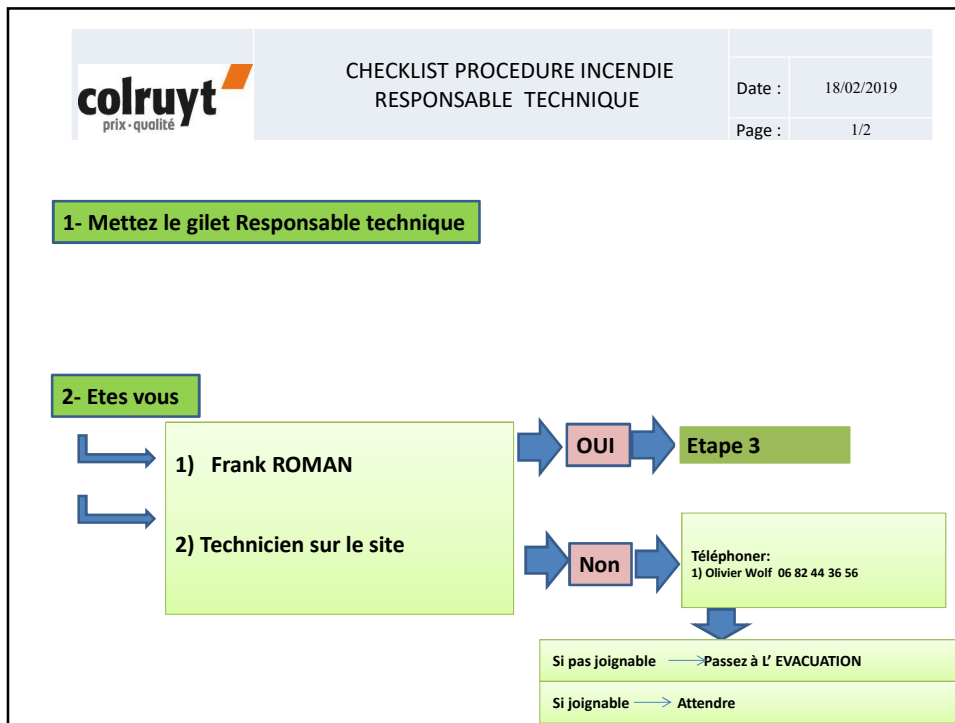 colruyt
prix·qualité
CHECKLIST PROCEDURE INCENDIE
RESPONSABLE TECHNIQUE
Date : 18/02/2019
Page : 1/2
1- Mettez le gilet Responsable technique
2- Etes vous
1) Frank ROMAN
OUI
Etape 3
2) Technicien sur le site
Non
Téléphoner:
1) Olivier Wolf 06 82 44 36 56
Si pas joignable Passez à L' EVACUATION
Si joignable Attendre